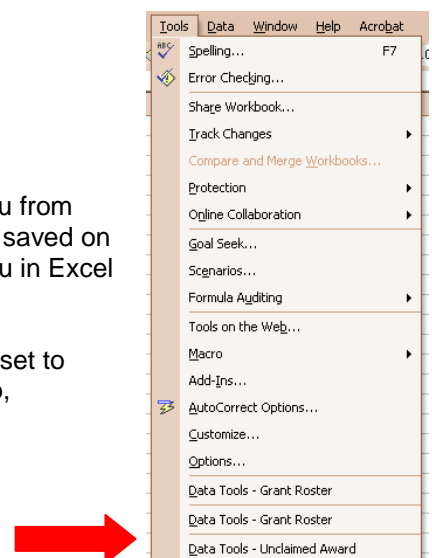 Tools Data Window Help Acrobat
Spelling... F7
Error Checking...
Share Workbook...
Track Changes
Compare and Merge Workbooks...
Protection
Online Collaboration
Goal Seek...
Scenarios...
Formula Auditing
Tools on the Web...
Macro
Add-Ins...
AutoCorrect Options...
Customize...
Options...
Data Tools - Grant Roster
Data Tools - Grant Roster
Data Tools - Unclaimed Award
from
saved on
in Excel
set to